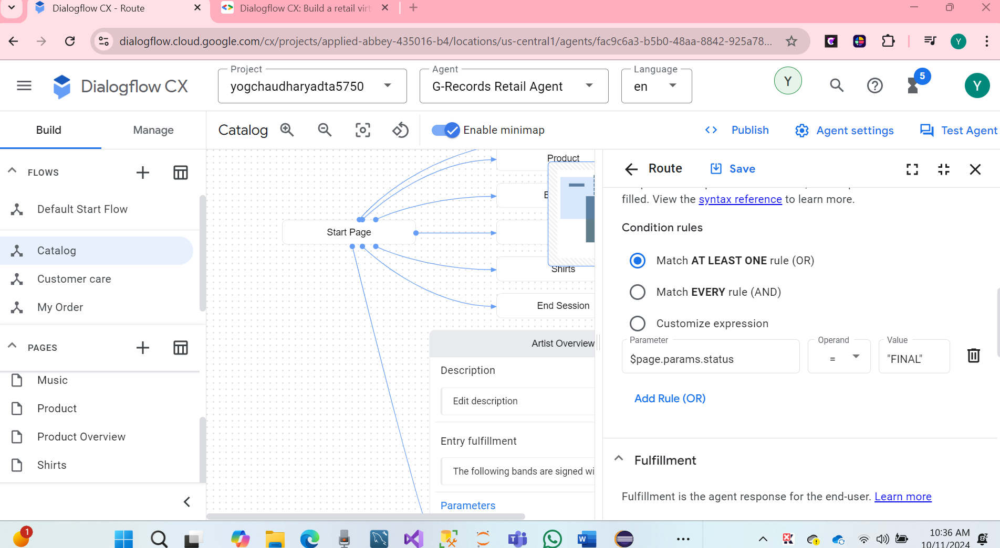 Dialogflow CX - Route
Dialogflow CX: Build a retail virt
dialogflow.cloud.google.com/cx/projects/applied-abbey-435016-b4/locations/us-central1/agents/fac9c6a3-b5b0-48aa-8842-925a78...
Y
Dialogflow CX
Project
yogchaudharyadta5750
Agent
G-Records Retail Agent
Language
en
Y
5
Y
Build
Manage
Catalog
Enable minimap
Publish
Agent settings
Test Agent
FLOWS
Default Start Flow
Catalog
Customer care
My Order
PAGES
Music
Product
Product Overview
Shirts
Start Page
Product
Shirts
End Session
Artist Overview
Description
Edit description
Entry fulfillment
The following bands are signed wi
Parameters
Route
Save
filled. View the syntax reference to learn more.
Condition rules
Match AT LEAST ONE rule (OR)
Match EVERY rule (AND)
Customize expression
Parameter
$page.params.status
Operand
=
Value
"FINAL"
Add Rule (OR)
Fulfillment
Fulfillment is the agent response for the end-user. Learn more
1
10:36 AM
10/11/2024